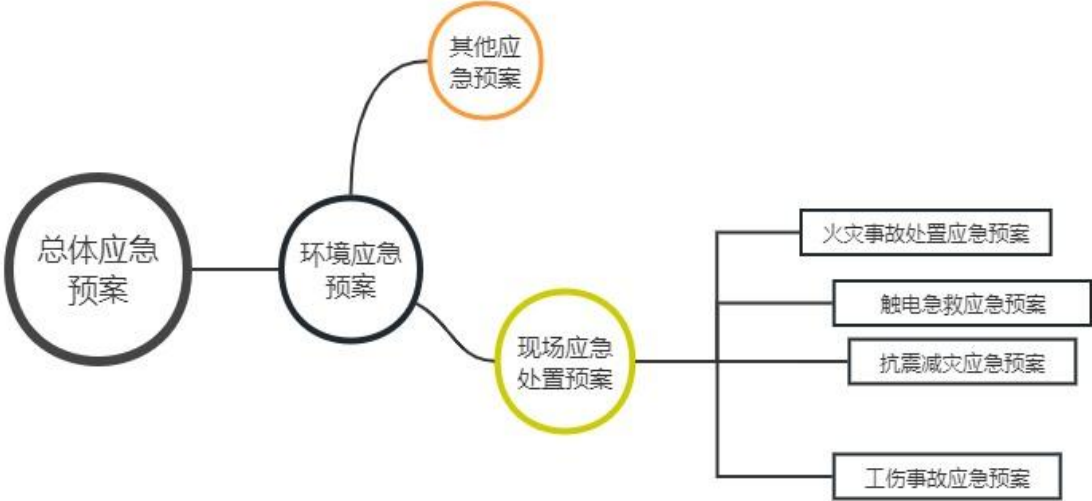 其他应
急预案
总体应急
预案
环境应急
预案
现场应急
处置预案
火灾事故处置应急预案
触电急救应急预案
抗震减灾应急预案
工伤事故应急预案